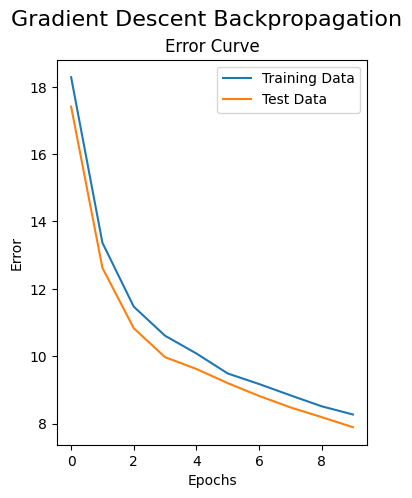 Gradient Descent Backpropagation
Error Curve
Training Data
Test Data
18
16
14
12
10
8
Error
0 2 4 6 8
Epochs